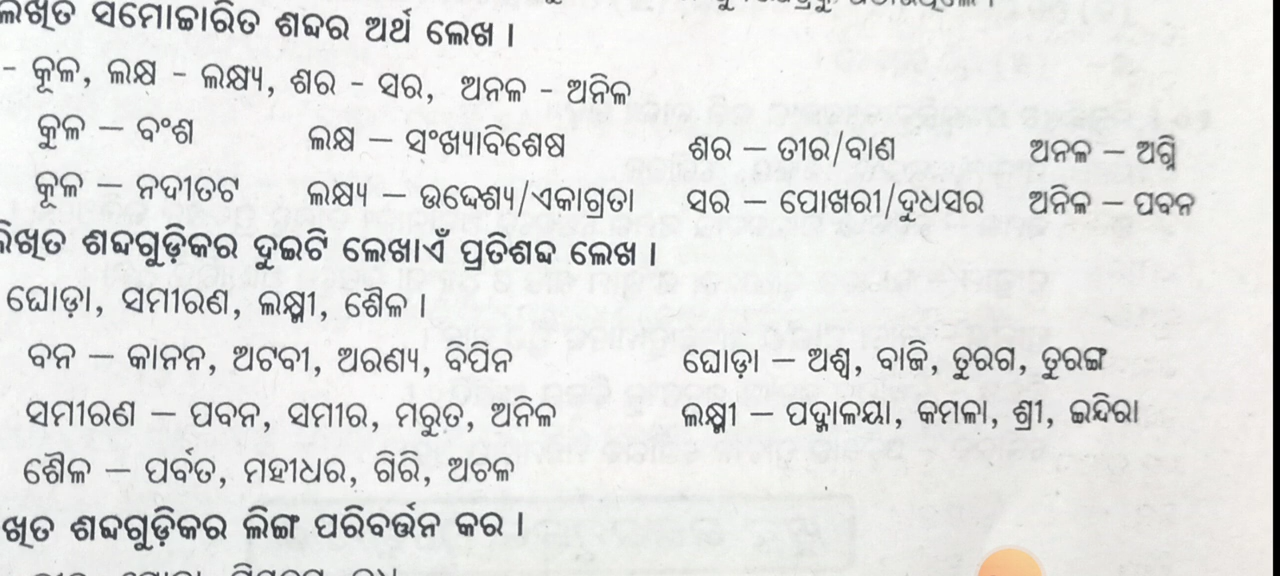 ଲିଖିତ ସମୋଚ୍ଚାରିତ ଶବ୍ଦର ଅର୍ଥ ଲେଖ ।
- କୂଳ, ଲକ୍ଷ - ଲକ୍ଷ୍ୟ, ଶର - ସର, ଅନଳ - ଅନିଳ
କୁଳ — ବଂଶ ଲକ୍ଷ — ସଂଖ୍ୟାବିଶେଷ ଶର — ତୀର/ବାଣ ଅନଳ — ଅଗ୍ନି
କୂଳ — ନଦୀତଟ ଲକ୍ଷ୍ୟ — ଉଦ୍ଦେଶ୍ୟ/ଏକାଗ୍ରତା ସର — ପୋଖରୀ/ଦୁଧସର ଅନିଳ — ପବନ
ଲିଖିତ ଶବ୍ଦଗୁଡ଼ିକର ଦୁଇଟି ଲେଖାଏଁ ପ୍ରତିଶବ୍ଦ ଲେଖ ।
ଘୋଡ଼ା, ସମୀରଣ, ଲକ୍ଷ୍ମୀ, ଶୈଳ ।
ବନ — କାନନ, ଅଟବୀ, ଅରଣ୍ୟ, ବିପିନ ଘୋଡ଼ା — ଅଶ୍ୱ, ବାଜି, ତୁରଗ, ତୁରଙ୍ଗ
ସମୀରଣ — ପବନ, ସମୀର, ମରୁତ, ଅନିଳ ଲକ୍ଷ୍ମୀ — ପଦ୍ମାଳୟା, କମଳା, ଶ୍ରୀ, ଇନ୍ଦିରା
ଶୈଳ — ପର୍ବତ, ମହୀଧର, ଗିରି, ଅଚଳ
ଖିତ ଶବ୍ଦଗୁଡ଼ିକର ଲିଙ୍ଗ ପରିବର୍ତ୍ତନ କର ।